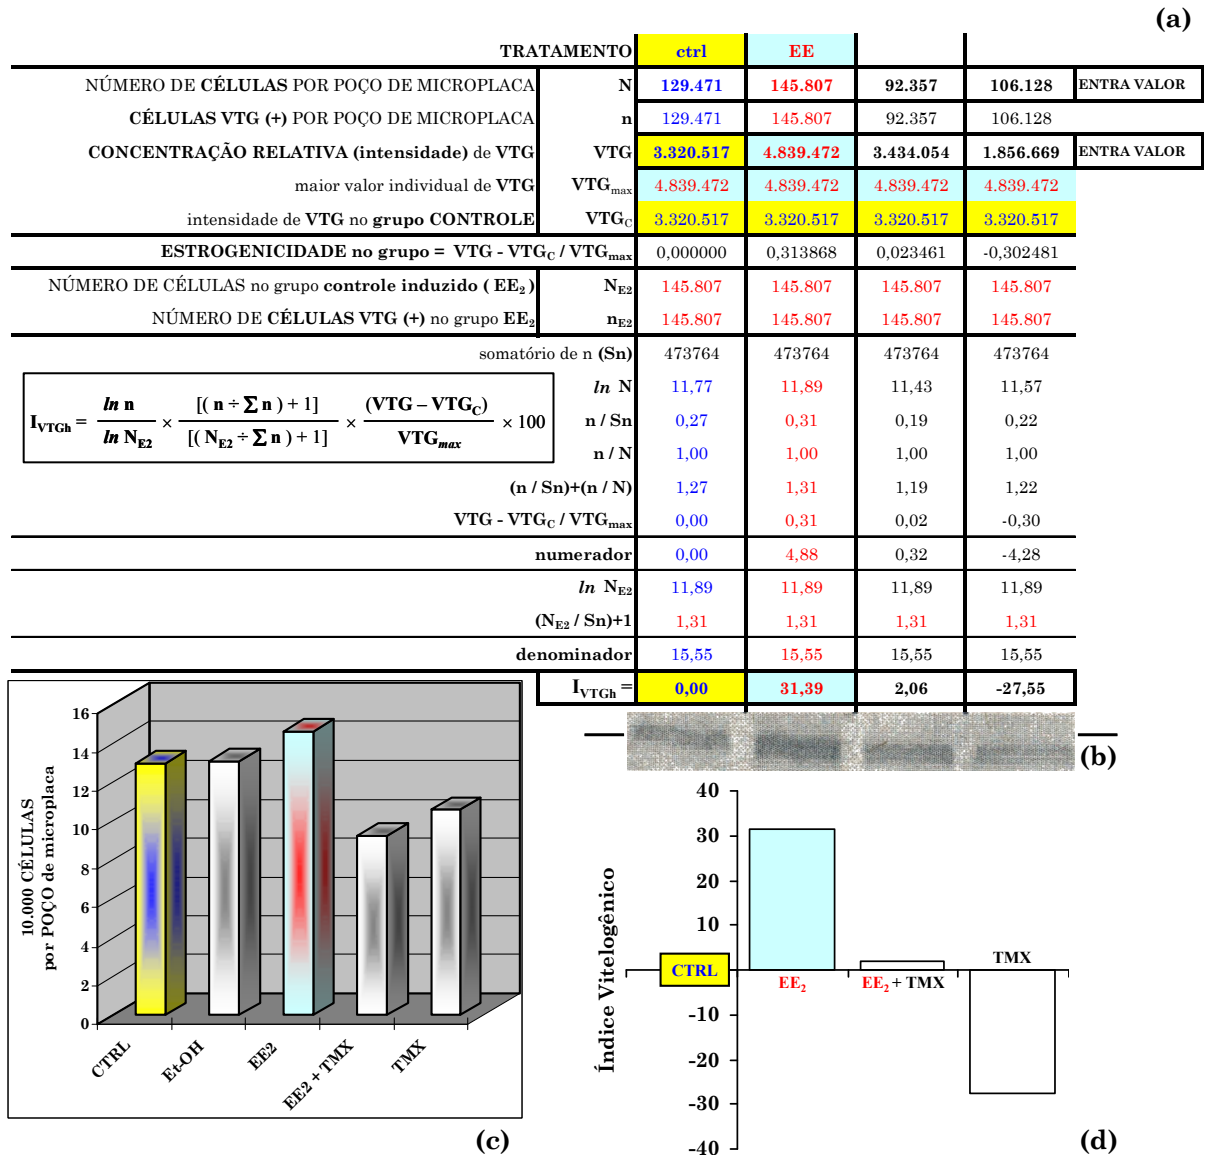 (a)
TRATAMENTO ctrl EE
NÚMERO DE CÉLULAS POR POÇO DE MICROPLACA N 129.471 145.807 92.357 106.128 ENTRA VALOR
CÉLULAS VTG (+) POR POÇO DE MICROPLACA n 129.471 145.807 92.357 106.128
CONCENTRAÇÃO RELATIVA (intensidade) de VTG VTG 3.320.517 4.839.472 3.434.054 1.856.669 ENTRA VALOR
maior valor individual de VTG VTGmax 4.839.472 4.839.472 4.839.472 4.839.472
intensidade de VTG no grupo CONTROLE VTGC 3.320.517 3.320.517 3.320.517 3.320.517
ESTROGENICIDADE no grupo = VTG - VTGC / VTGmax 0,000000 0,313868 0,023461 -0,302481
NÚMERO DE CÉLULAS no grupo controle induzido ( EE2 ) NE2 145.807 145.807 145.807 145.807
NÚMERO DE CÉLULAS VTG (+) no grupo EE2 nE2 145.807 145.807 145.807 145.807
somatório de n (Sn) 473764 473764 473764 473764
ln N 11,77 11,89 11,43 11,57
IVTGh = ln n / ln NE2 × [( n ÷ ∑ n ) + 1] / [( NE2 ÷ ∑ n ) + 1] × (VTG – VTGC) / VTGmax × 100
n / Sn 0,27 0,31 0,19 0,22
n / N 1,00 1,00 1,00 1,00
(n / Sn)+(n / N) 1,27 1,31 1,19 1,22
VTG - VTGC / VTGmax 0,00 0,31 0,02 -0,30
numerador 0,00 4,88 0,32 -4,28
ln NE2 11,89 11,89 11,89 11,89
(NE2 / Sn)+1 1,31 1,31 1,31 1,31
denominador 15,55 15,55 15,55 15,55
IVTGh = 0,00 31,39 2,06 -27,55
(b)
10.000 CÉLULAS
por POÇO de microplaca
16
14
12
10
8
6
4
2
0
CTRL
Et-OH
EE2
EE2 + TMX
TMX
(c)
Índice Vitelogênico
40
30
20
10
-10
-20
-30
-40
CTRL
EE2
EE2 + TMX
TMX
(d)